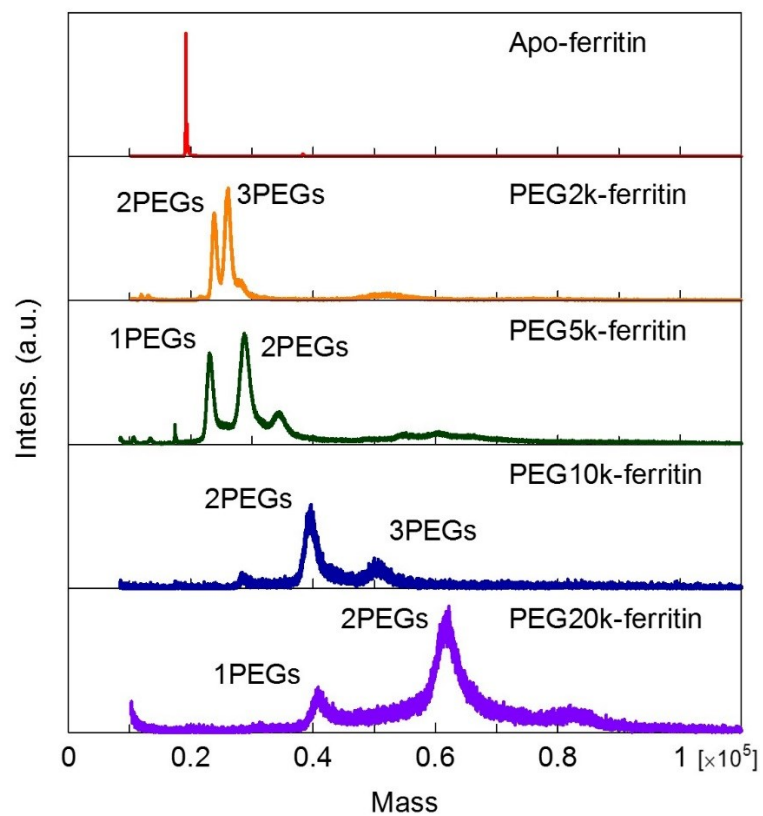 Apo-ferritin
2PEGs 3PEGs PEG2k-ferritin
1PEGs 2PEGs PEG5k-ferritin
2PEGs 3PEGs PEG10k-ferritin
1PEGs 2PEGs PEG20k-ferritin
Intens. (a.u.)
0 0.2 0.4 0.6 0.8 1 [×10⁵]
Mass